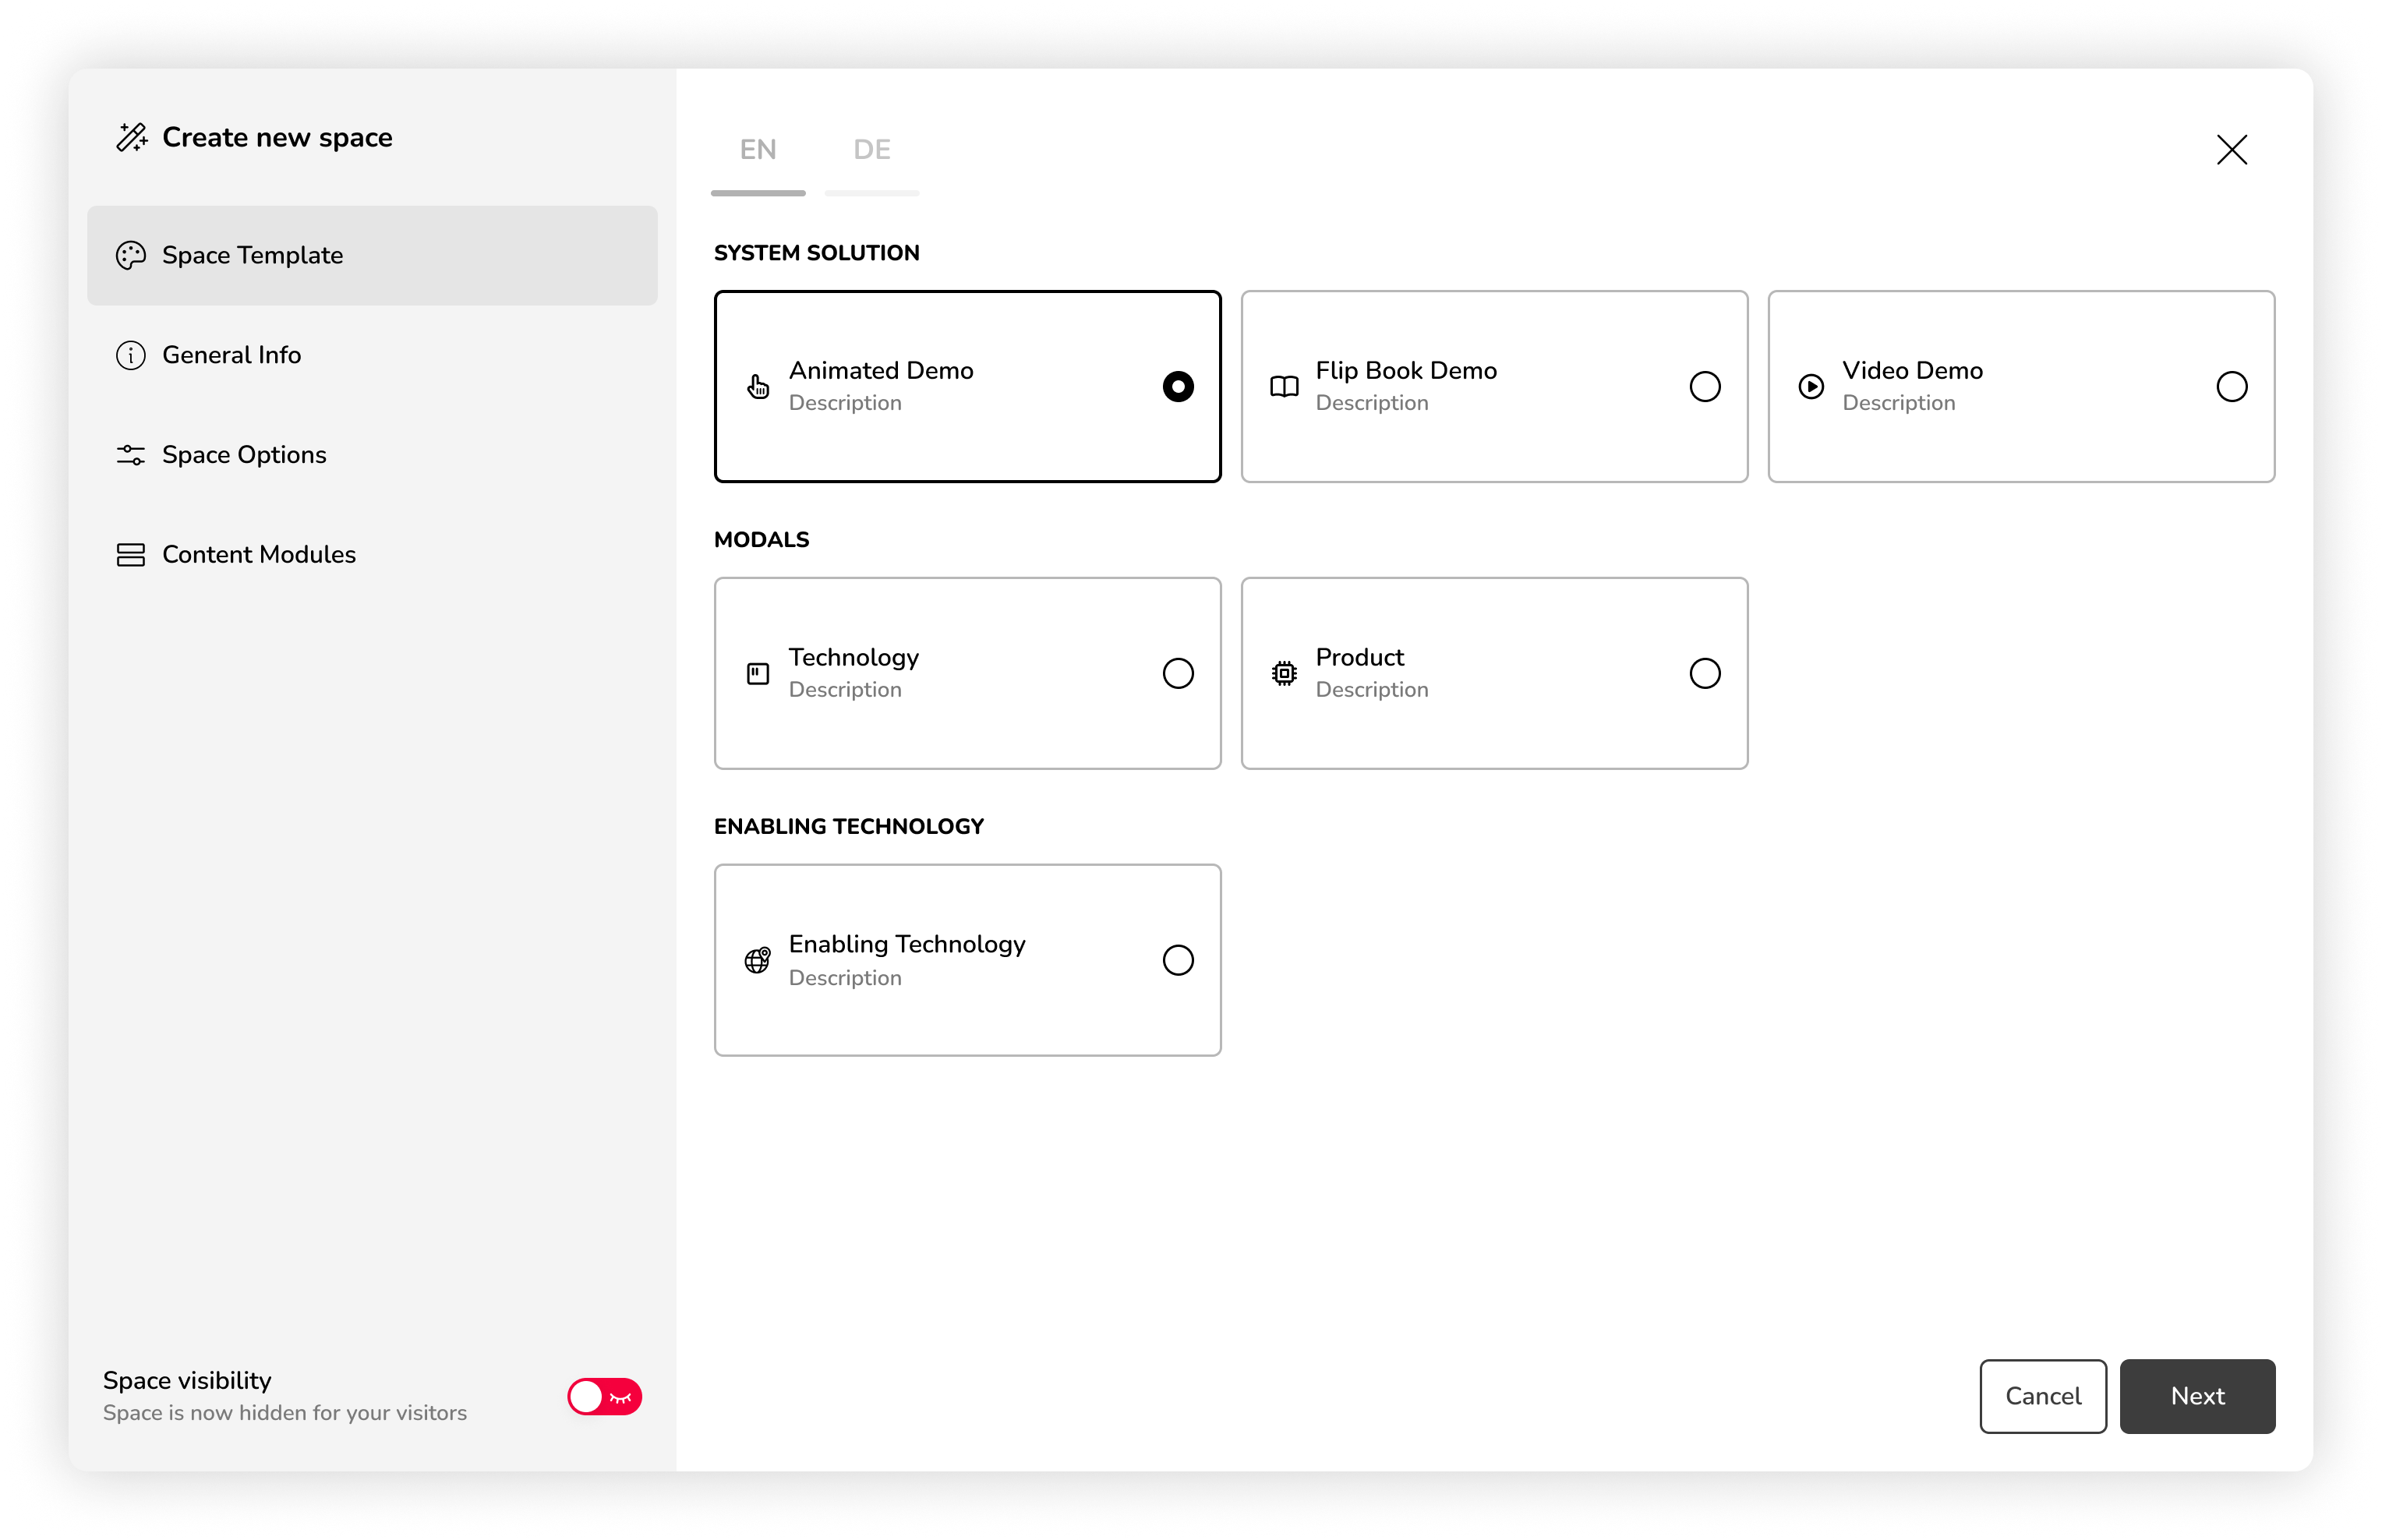 Create new space
Space Template
General Info
Space Options
Content Modules
Space visibility
Space is now hidden for your visitors
EN
DE
SYSTEM SOLUTION
Animated Demo
Description
Flip Book Demo
Description
Video Demo
Description
MODALS
Technology
Description
Product
Description
ENABLING TECHNOLOGY
Enabling Technology
Description
Cancel
Next